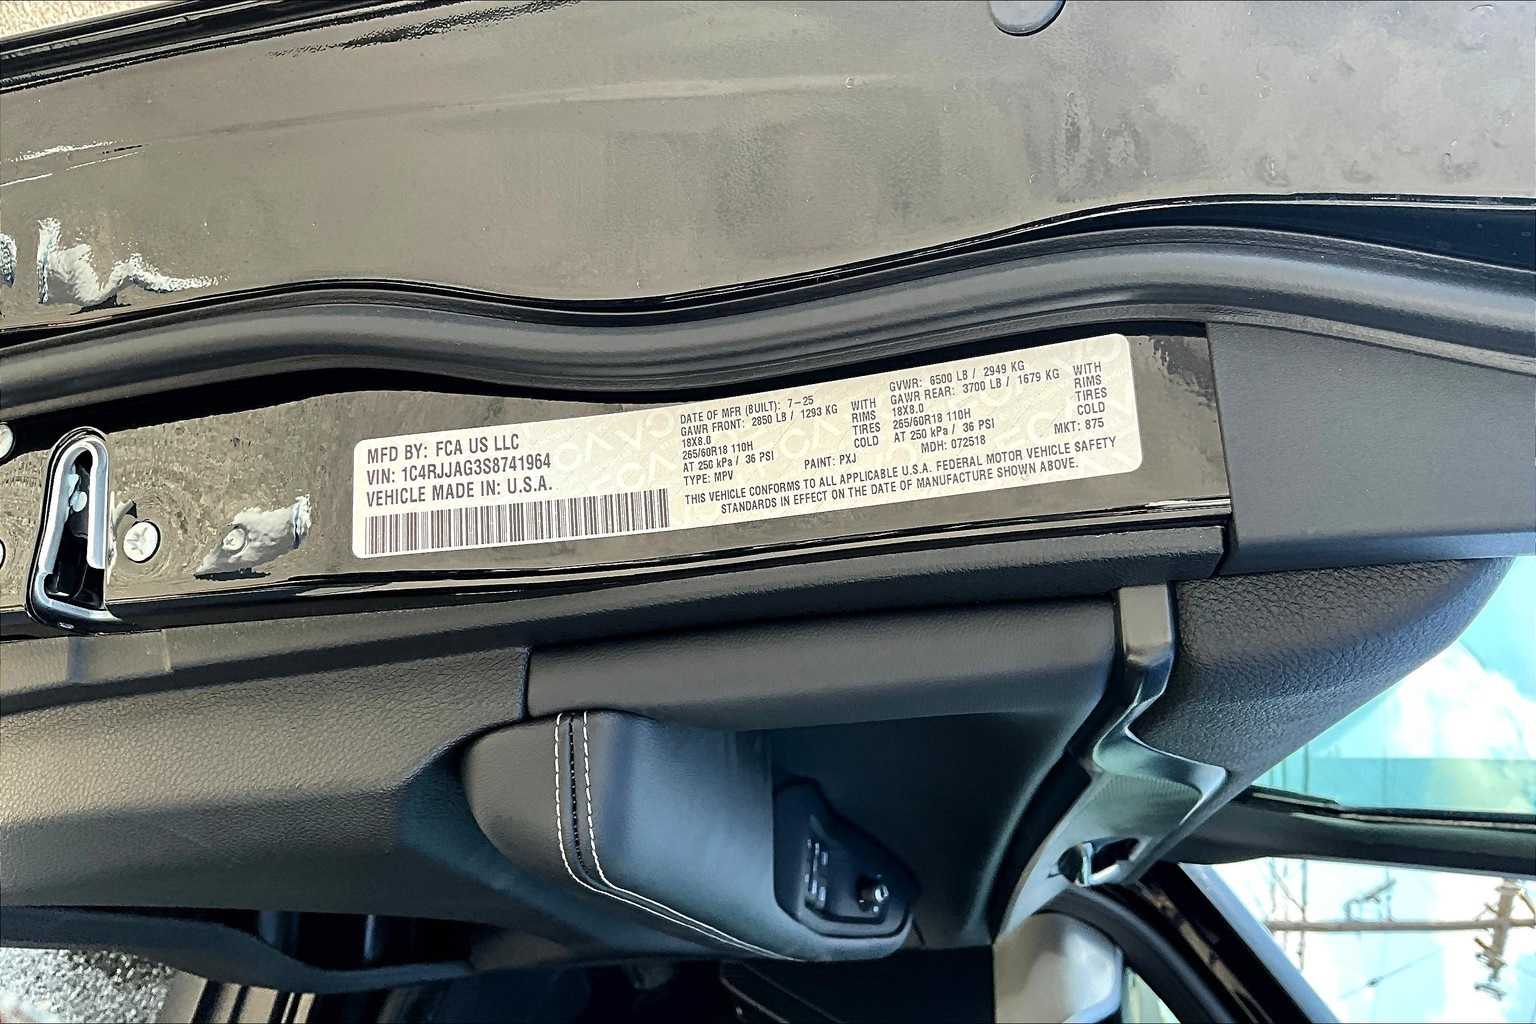 MFD BY: FCA US LLC
VIN: 1C4RJJAG3S8741964
VEHICLE MADE IN: U.S.A.
DATE OF MFR (BUILT): 7-25
GAWR FRONT: 2850 LB / 1293 KG WITH
18X8.0 RIMS
265/60R18 110H TIRES
AT 250 kPa / 36 PSI COLD
TYPE: MPV PAINT: PXJ
GVWR: 6500 LB / 2949 KG
GAWR REAR: 3700 LB / 1679 KG WITH
18X8.0 RIMS
265/60R18 110H TIRES
AT 250 kPa / 36 PSI COLD
MDH: 072518 MKT: 875
THIS VEHICLE CONFORMS TO ALL APPLICABLE U.S.A. FEDERAL MOTOR VEHICLE SAFETY
STANDARDS IN EFFECT ON THE DATE OF MANUFACTURE SHOWN ABOVE.